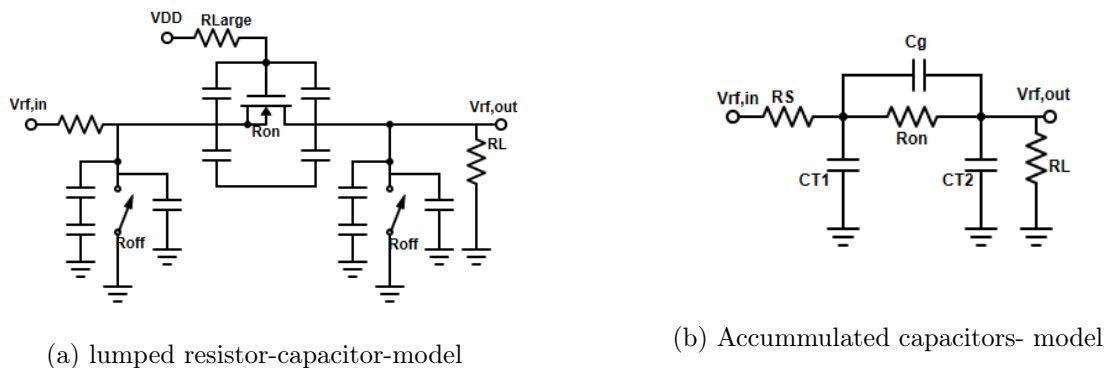 VDD
RLarge
Vrf,in
Ron
Vrf,out
RL
Roff
Roff
(a) lumped resistor-capacitor-model
Cg
Vrf,in
RS
Vrf,out
Ron
CT1
CT2
RL
(b) Accummulated capacitors- model